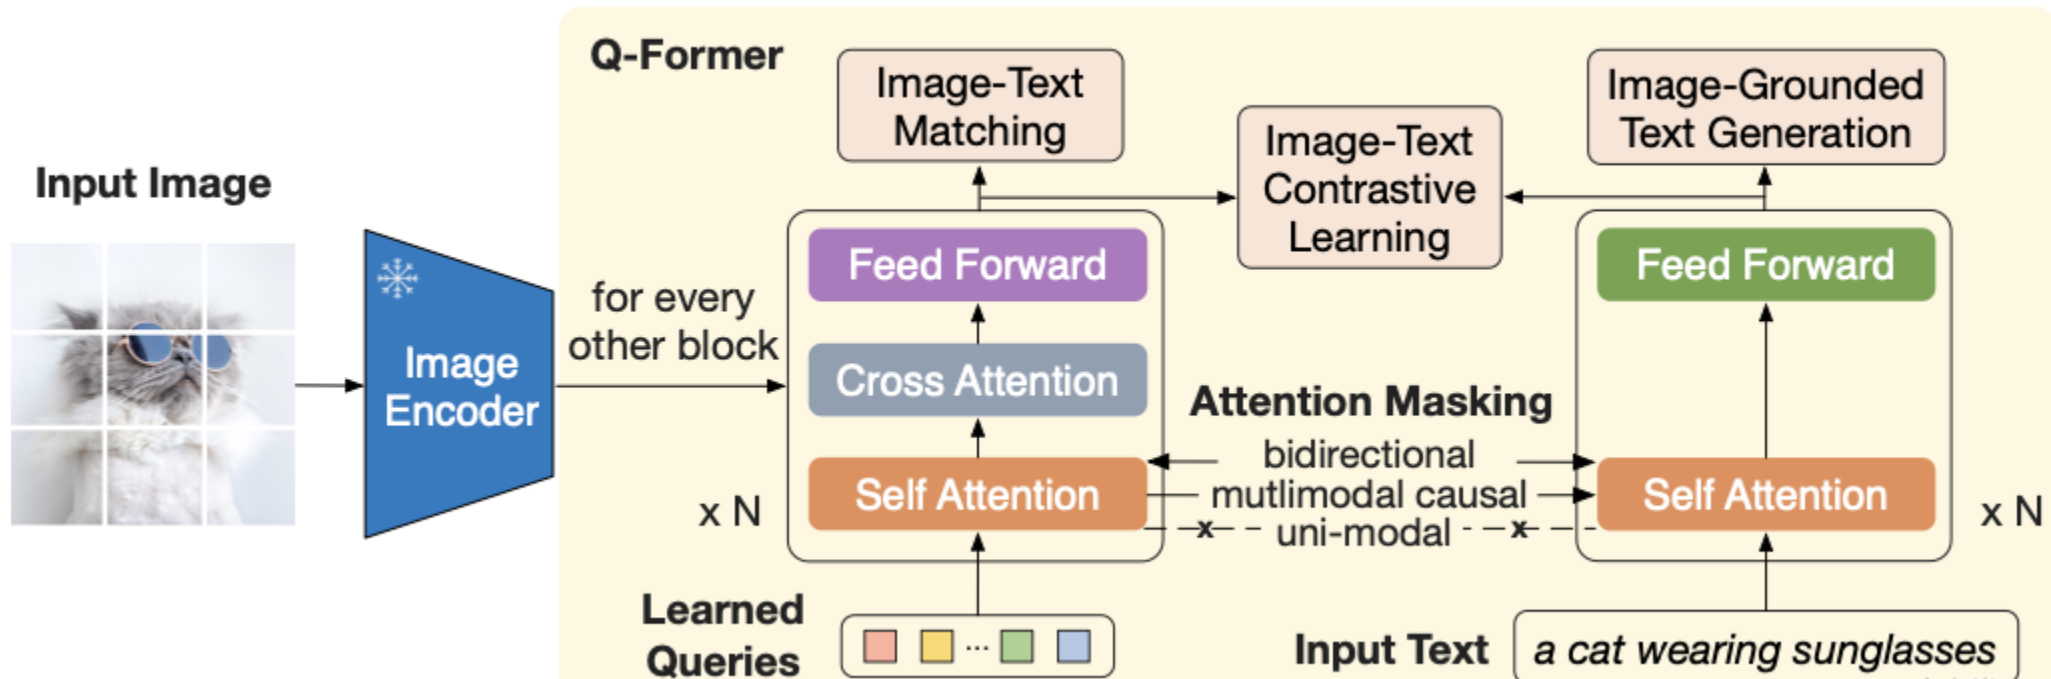 Q-Former
Image-Text
Matching
Image-Text
Contrastive
Learning
Image-Grounded
Text Generation
Input Image
Image
Encoder
for every
other block
Feed Forward
Cross Attention
Self Attention
x N
Attention Masking
bidirectional
mutlimodal causal
x uni-modal x
Feed Forward
Self Attention
x N
Learned
Queries
...
Input Text
a cat wearing sunglasses